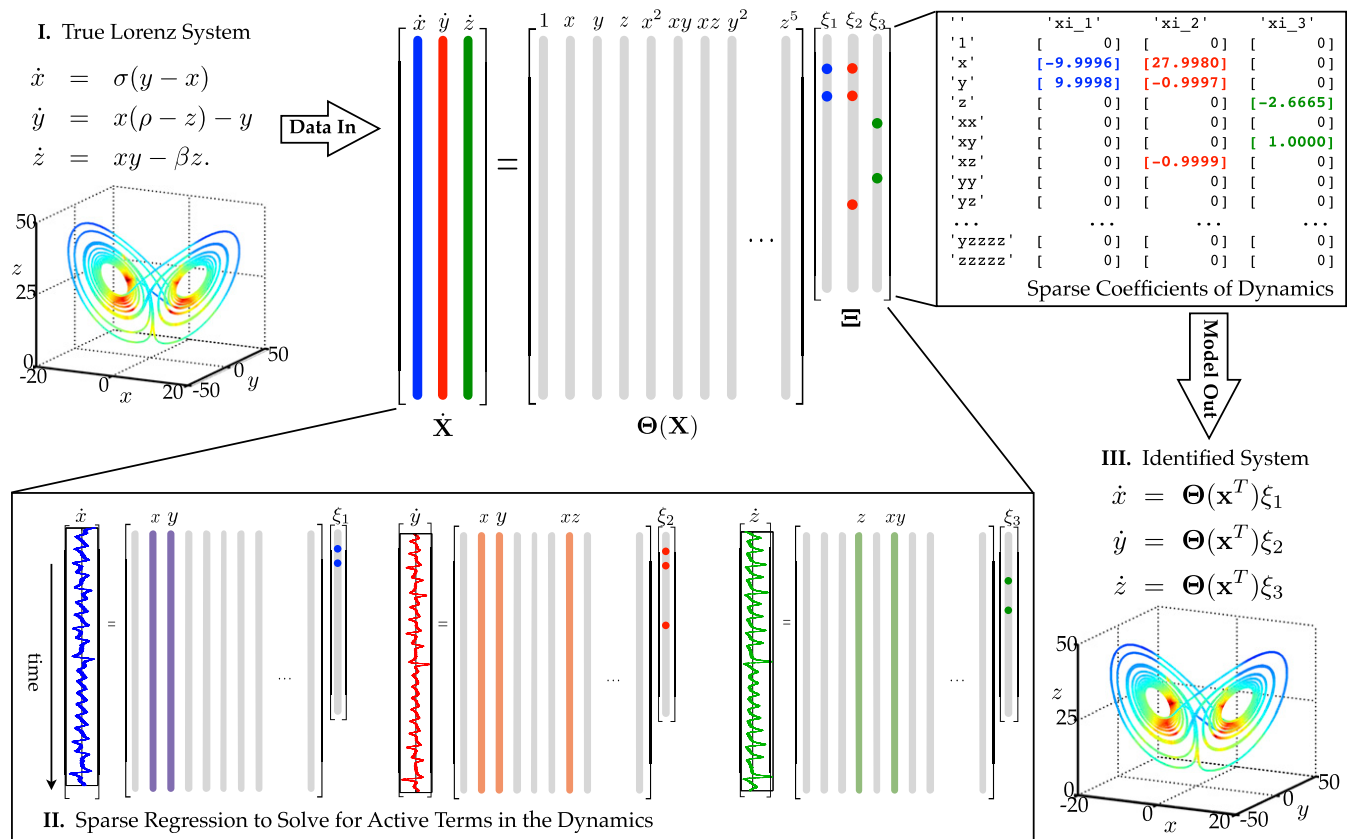 I. True Lorenz System
ẋ = σ(y − x)
ẏ = x(ρ − z) − y
ż = xy − βz.
Data In
50
z
25
0
-20
0
x
20
-50
0
y
50
ẋ ẏ ż
=
1 x y z x² xy xz y² z⁵
...
ξ₁ ξ₂ ξ₃
Ẋ
Θ(X)
Ξ
'' 'xi_1' 'xi_2' 'xi_3'
'1' [ 0] [ 0] [ 0]
'x' [-9.9996] [27.9980] [ 0]
'y' [ 9.9998] [-0.9997] [ 0]
'z' [ 0] [ 0] [-2.6665]
'xx' [ 0] [ 0] [ 0]
'xy' [ 0] [ 0] [ 1.0000]
'xz' [ 0] [-0.9999] [ 0]
'yy' [ 0] [ 0] [ 0]
'yz' [ 0] [ 0] [ 0]
... ... ... ...
'yzzzz' [ 0] [ 0] [ 0]
'zzzzz' [ 0] [ 0] [ 0]
Sparse Coefficients of Dynamics
Model Out
III. Identified System
ẋ = Θ(xᵀ)ξ₁
ẏ = Θ(xᵀ)ξ₂
ż = Θ(xᵀ)ξ₃
50
z
25
0
-20
0
x
20
-50
0
y
50
time
ẋ = x y ... ξ₁
ẏ = x y xz ... ξ₂
ż = z xy ... ξ₃
II. Sparse Regression to Solve for Active Terms in the Dynamics